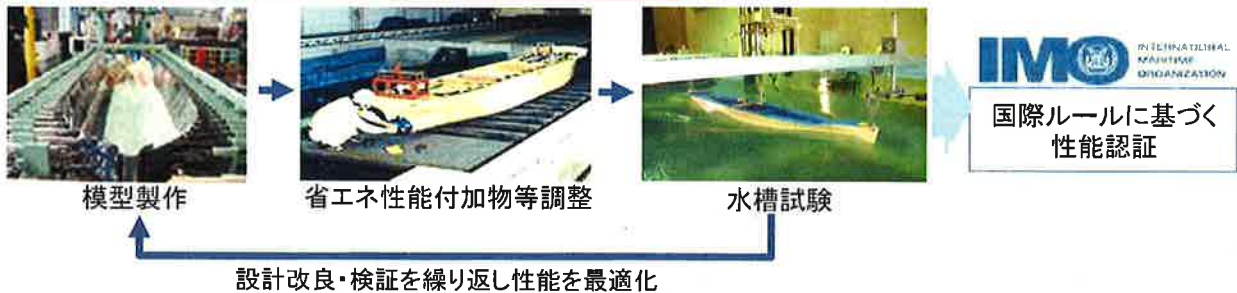 模型製作
省エネ性能付加物等調整
水槽試験
IMO
INTERNATIONAL
MARITIME
ORGANIZATION
国際ルールに基づく
性能認証
設計改良・検証を繰り返し性能を最適化